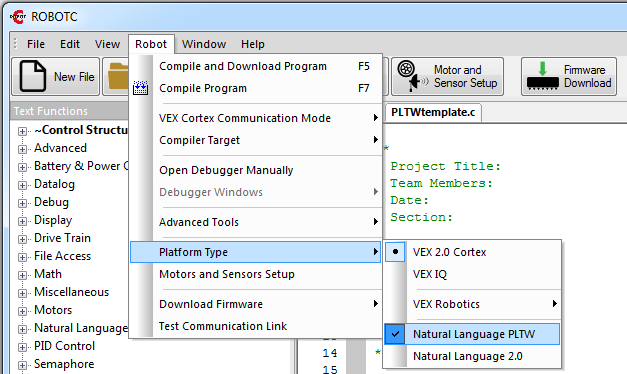 ROBOTC
File Edit View Robot Window Help
New File
Motor and Sensor Setup
Firmware Download
Text Functions
~Control Structu
Advanced
Battery & Power C
Datalog
Debug
Display
Drive Train
File Access
Math
Miscellaneous
Motors
Natural Language
PID Control
Semaphore
Compile and Download Program F5
Compile Program F7
VEX Cortex Communication Mode
Compiler Target
Open Debugger Manually
Debugger Windows
Advanced Tools
Platform Type
Motors and Sensors Setup
Download Firmware
Test Communication Link
PLTWtemplate.c
*
Project Title:
Team Members:
Date:
Section:
VEX 2.0 Cortex
VEX IQ
VEX Robotics
Natural Language PLTW
Natural Language 2.0
14 *
15